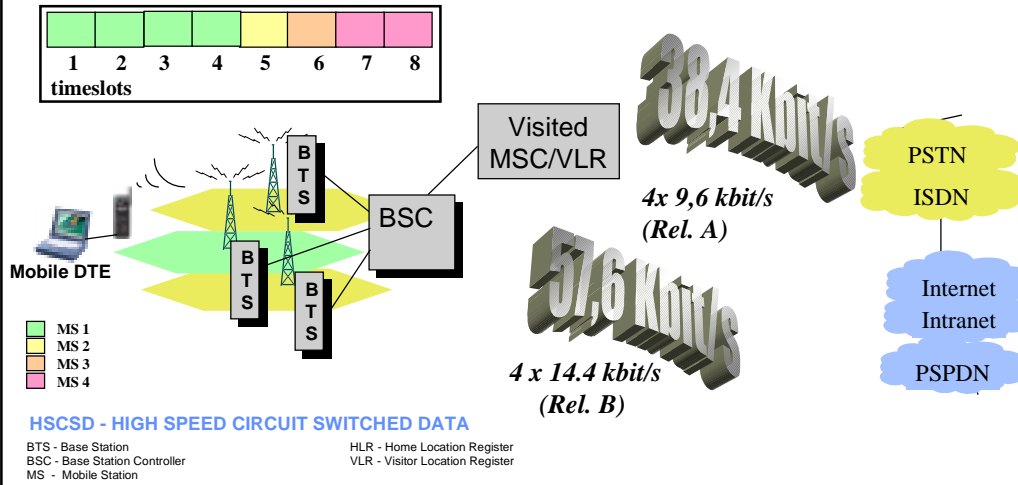 1 2 3 4 5 6 7 8
timeslots
Visited
MSC/VLR
38,4 Kbit/s
PSTN
ISDN
B
T
S
BSC
4x 9,6 kbit/s
(Rel. A)
Mobile DTE
B
T
S
B
T
S
57,6 Kbit/s
Internet
Intranet
PSPDN
MS 1
MS 2
MS 3
MS 4
4 x 14.4 kbit/s
(Rel. B)
HSCSD - HIGH SPEED CIRCUIT SWITCHED DATA
BTS - Base Station
BSC - Base Station Controller
MS - Mobile Station
HLR - Home Location Register
VLR - Visitor Location Register